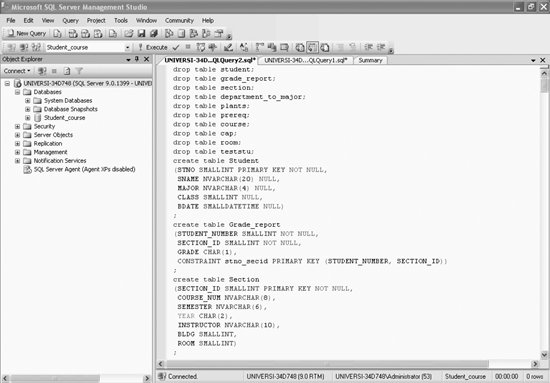 Microsoft SQL Server Management Studio
File Edit View Query Project Tools Window Community Help
New Query
Student_course Execute
Object Explorer
Connect
UNIVERSI-34D748 (SQL Server 9.0.1399 - UNIVER
Databases
System Databases
Database Snapshots
Student_course
Security
Server Objects
Replication
Management
Notification Services
SQL Server Agent (Agent XPs disabled)
UNIVERSI-34D...QLQuery2.sql* UNIVERSI-34D...QLQuery1.sql* Summary
drop table student;
drop table grade_report;
drop table section;
drop table department_to_major;
drop table plants;
drop table prereq;
drop table course;
drop table cap;
drop table room;
drop table teststu;
create table Student
(STNO SMALLINT PRIMARY KEY NOT NULL,
SNAME NVARCHAR(20) NULL,
MAJOR NVARCHAR(4) NULL,
CLASS SMALLINT NULL,
BDATE SMALLDATETIME NULL)
;
create table Grade_report
(STUDENT_NUMBER SMALLINT NOT NULL,
SECTION_ID SMALLINT NOT NULL,
GRADE CHAR(1),
CONSTRAINT stno_secid PRIMARY KEY (STUDENT_NUMBER, SECTION_ID))
;
create table Section
(SECTION_ID SMALLINT PRIMARY KEY NOT NULL,
COURSE_NUM NVARCHAR(8),
SEMESTER NVARCHAR(6),
YEAR CHAR(2),
INSTRUCTOR NVARCHAR(10),
BLDG SMALLINT,
ROOM SMALLINT)
;
Connected. UNIVERSI-34D748 (9.0 RTM) UNIVERSI-34D748\Administrator (53) Student_course 00:00:00 0 rows